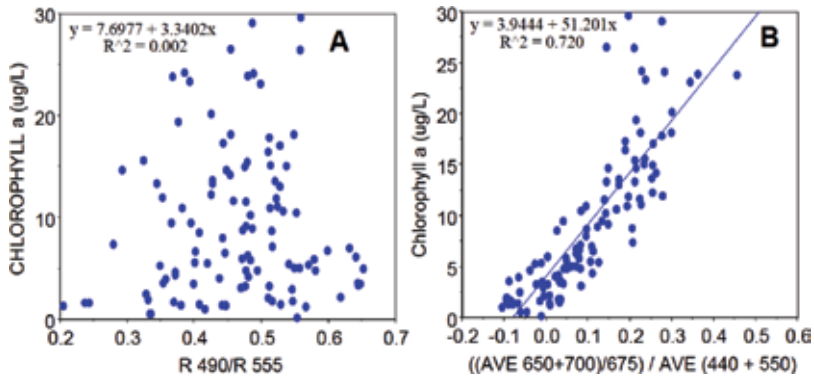 y = 7.6977 + 3.3402x
R^2 = 0.002
A
CHLOROPHYLL a (ug/L)
30
20
10
0
0.2 0.3 0.4 0.5 0.6 0.7
R 490/R 555
y = 3.9444 + 51.201x
R^2 = 0.720
B
Chlorophyll a (ug/L)
30
25
20
15
10
5
0
-0.2 -0.1 0.0 0.1 0.2 0.3 0.4 0.5 0.6
((AVE 650+700)/675) / AVE (440 + 550)